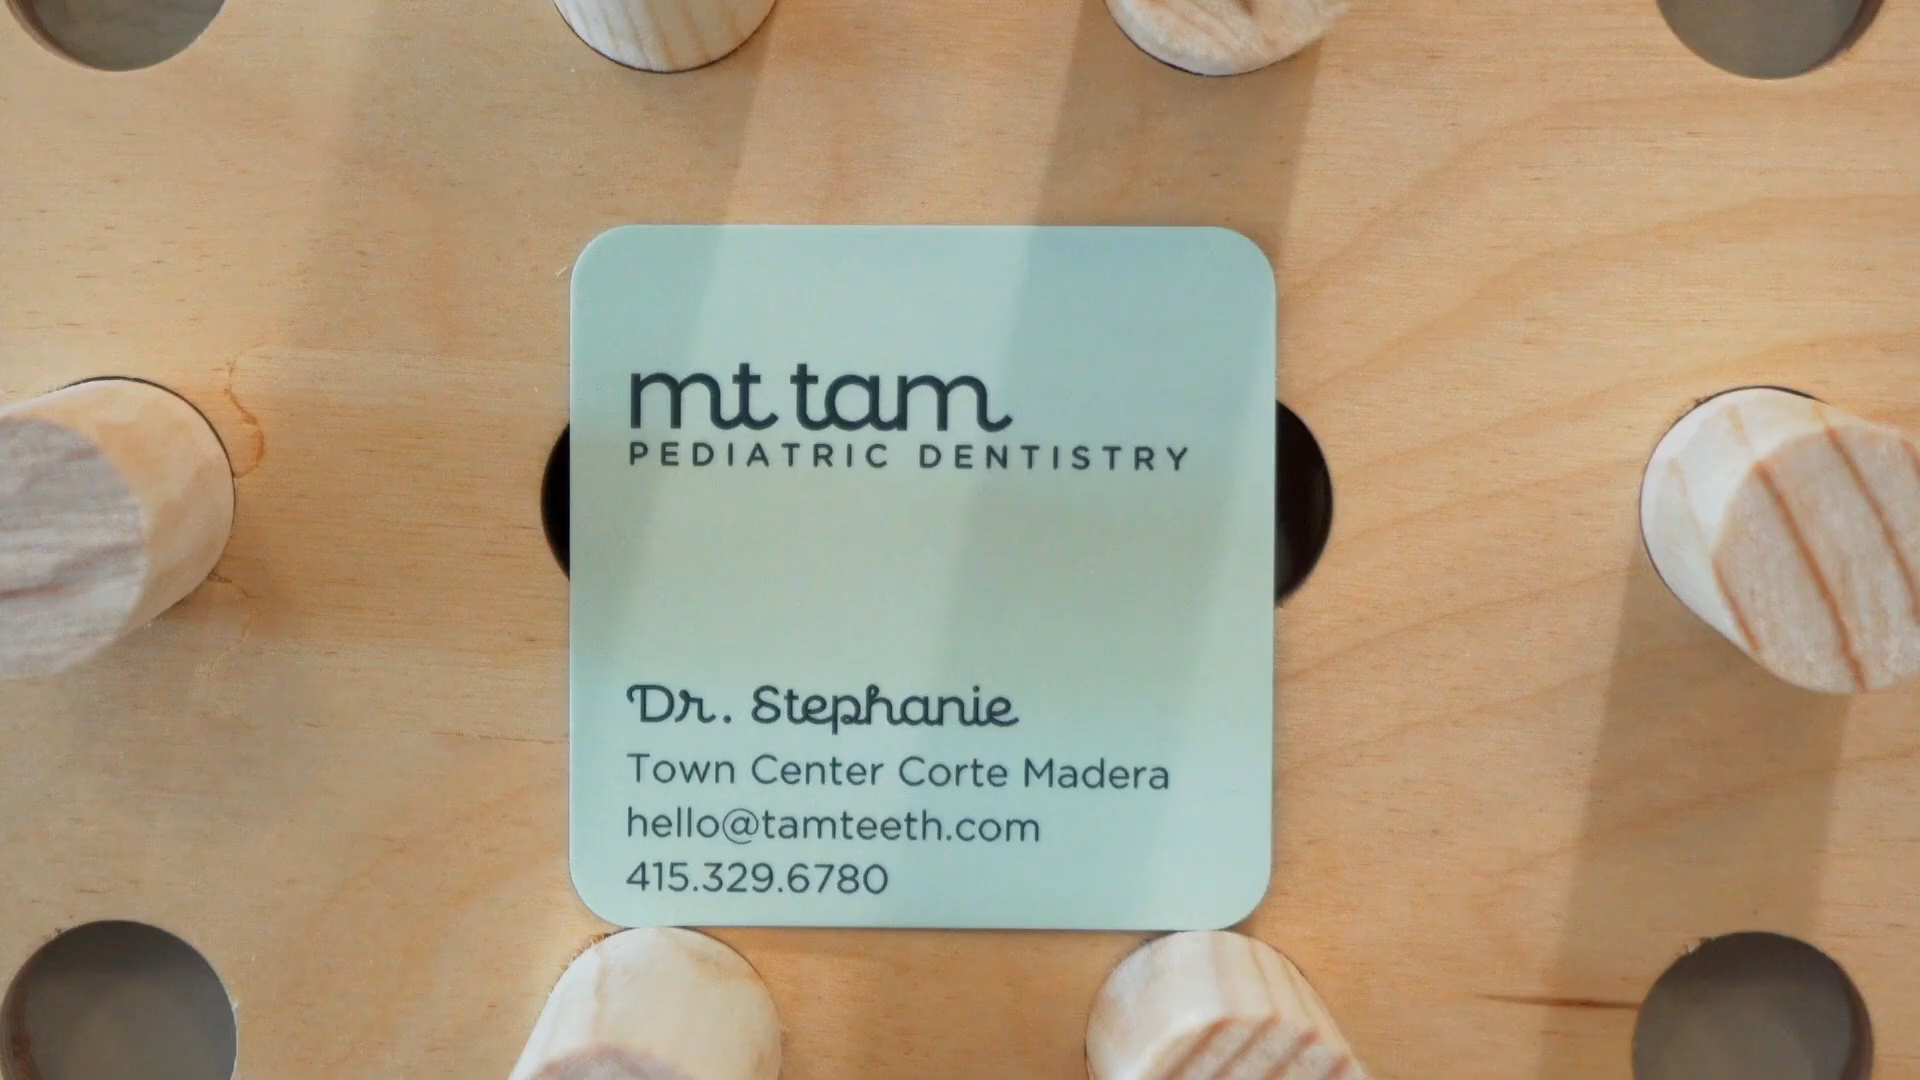 mt tam
PEDIATRIC DENTISTRY
Dr. Stephanie
Town Center Corte Madera
hello@tamteeth.com
415.329.6780